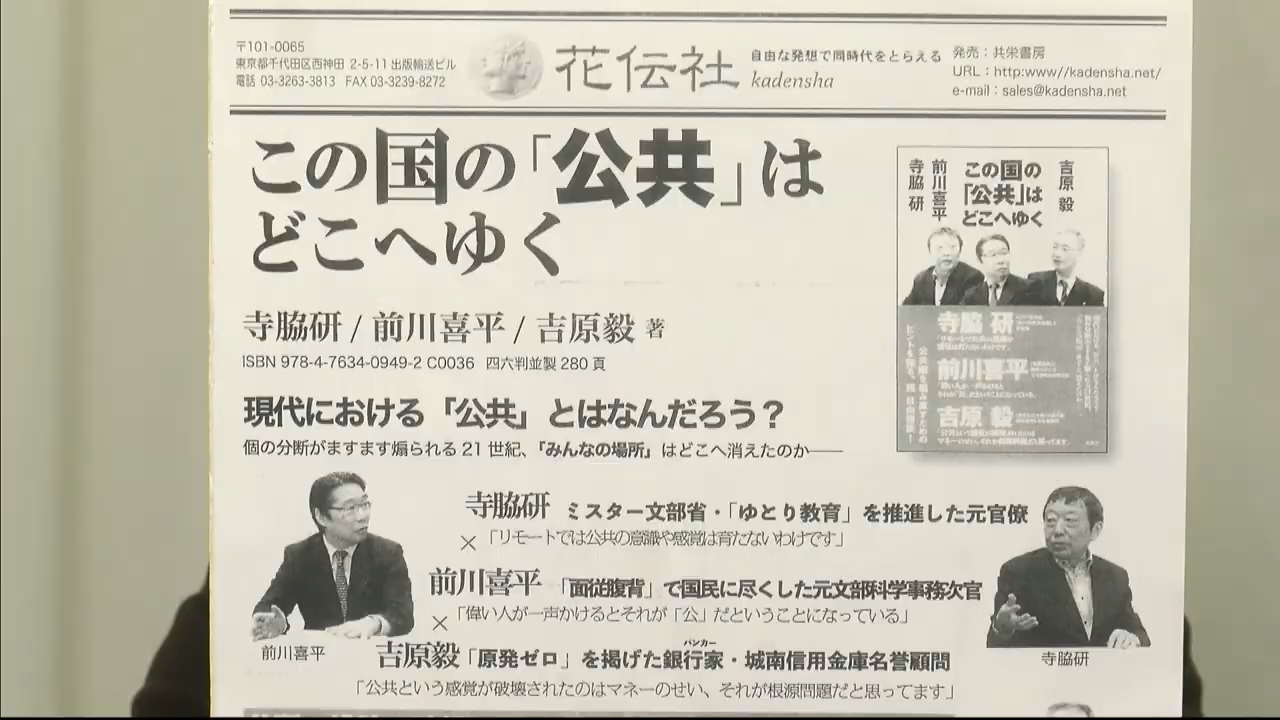 〒101-0065
東京都千代田区西神田 2-5-11 出版輸送ビル
電話 03-3263-3813 FAX 03-3239-8272
花伝社
自由な発想で同時代をとらえる
kadensha
発売：共栄書房
URL：http:www//kadensha.net/
e-mail：sales@kadensha.net
この国の「公共」は
どこへゆく
寺脇研 / 前川喜平 / 吉原毅 著
ISBN 978-4-7634-0949-2 C0036 四六判並製 280 頁
現代における「公共」とはなんだろう？
個の分断がますます煽られる 21 世紀、「みんなの場所」はどこへ消えたのか――
吉原 毅
この国の
「公共」は
どこへゆく
前川喜平
寺脇 研
寺脇 研
前川喜平
吉原 毅
寺脇研 ミスター文部省・「ゆとり教育」を推進した元官僚
×「リモートでは公共の意識や感覚は育たないわけです」
前川喜平 「面従腹背」で国民に尽くした元文部科学事務次官
×「偉い人が一声かけるとそれが「公」だということになっている」
バンカー
吉原毅「原発ゼロ」を掲げた銀行家・城南信用金庫名誉顧問
「公共という感覚が破壊されたのはマネーのせい、それが根源問題だと思ってます」
前川喜平
寺脇研